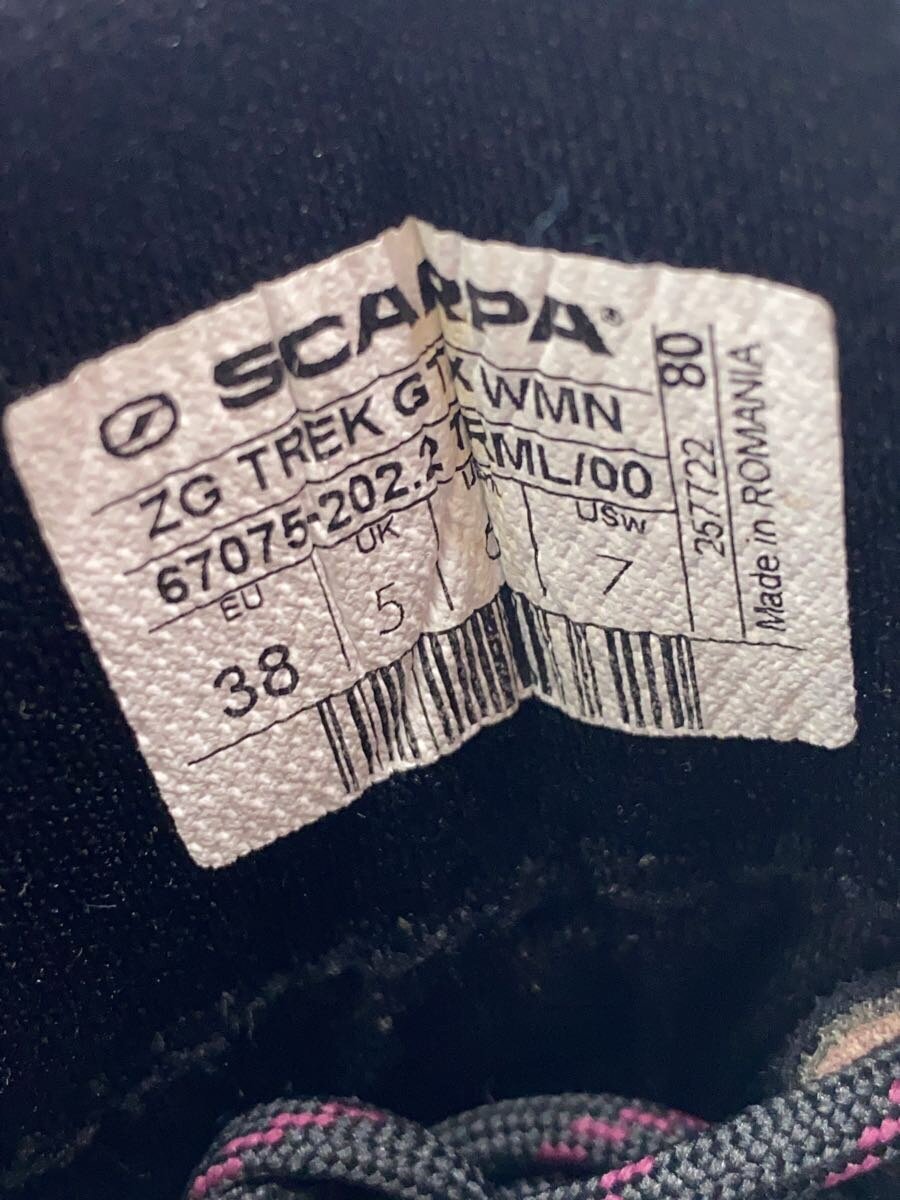 SCARPA®
ZG TREK GTX WMN
67075-202.2 TRML/00
EU UK USW
38 5 7
257722 80
Made in ROMANIA